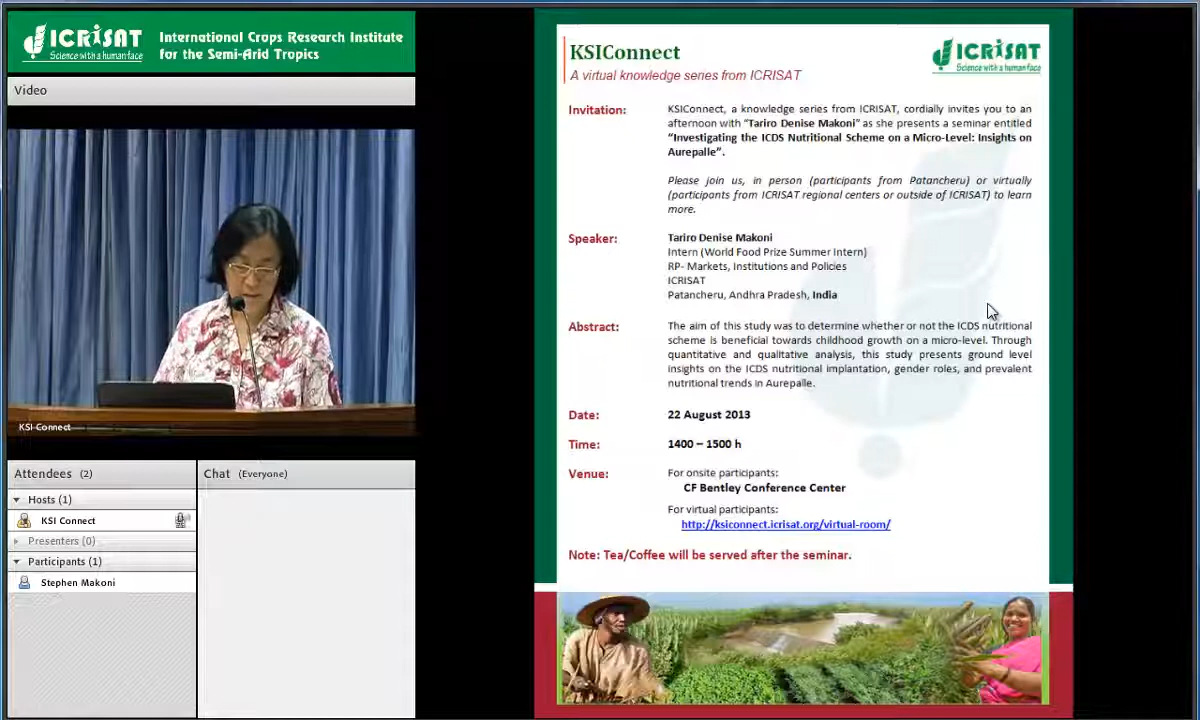 ICRISAT
Science with a human face
International Crops Research Institute
for the Semi-Arid Tropics
Video
KSI Connect
Attendees (2)
Hosts (1)
KSI Connect
Presenters (0)
Participants (1)
Stephen Makoni
Chat (Everyone)
KSIConnect
A virtual knowledge series from ICRISAT
ICRISAT
Science with a human face
Invitation:
KSIConnect, a knowledge series from ICRISAT, cordially invites you to an
afternoon with “Tariro Denise Makoni” as she presents a seminar entitled
“Investigating the ICDS Nutritional Scheme on a Micro-Level: Insights on
Aurepalle”.
Please join us, in person (participants from Patancheru) or virtually
(participants from ICRISAT regional centers or outside of ICRISAT) to learn
more.
Speaker:
Tariro Denise Makoni
Intern (World Food Prize Summer Intern)
RP- Markets, Institutions and Policies
ICRISAT
Patancheru, Andhra Pradesh, India
Abstract:
The aim of this study was to determine whether or not the ICDS nutritional
scheme is beneficial towards childhood growth on a micro-level. Through
quantitative and qualitative analysis, this study presents ground level
insights on the ICDS nutritional implantation, gender roles, and prevalent
nutritional trends in Aurepalle.
Date:
22 August 2013
Time:
1400 – 1500 h
Venue:
For onsite participants:
CF Bentley Conference Center
For virtual participants:
http://ksiconnect.icrisat.org/virtual-room/
Note: Tea/Coffee will be served after the seminar.